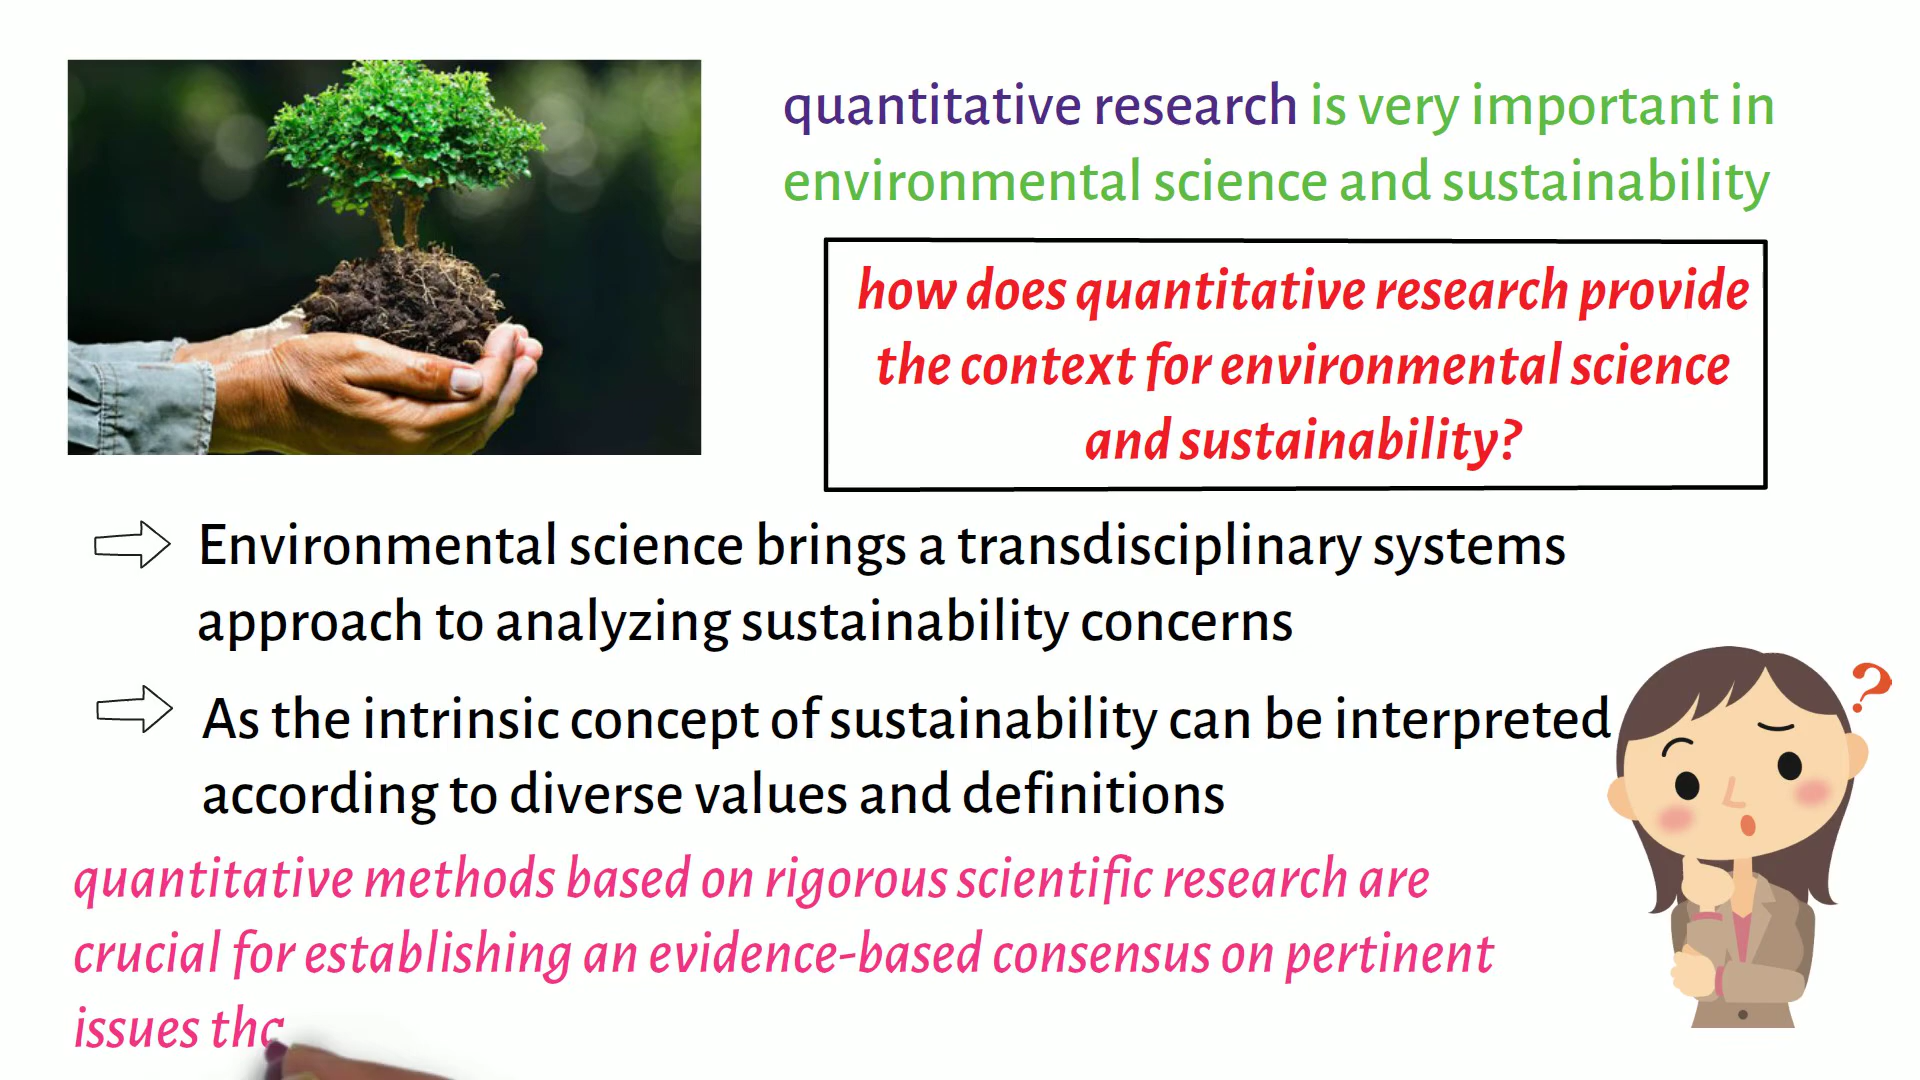 quantitative research is very important in
environmental science and sustainability
how does quantitative research provide
the context for environmental science
and sustainability?
Environmental science brings a transdisciplinary systems
approach to analyzing sustainability concerns
?
As the intrinsic concept of sustainability can be interpreted
according to diverse values and definitions
quantitative methods based on rigorous scientific research are
crucial for establishing an evidence-based consensus on pertinent
issues